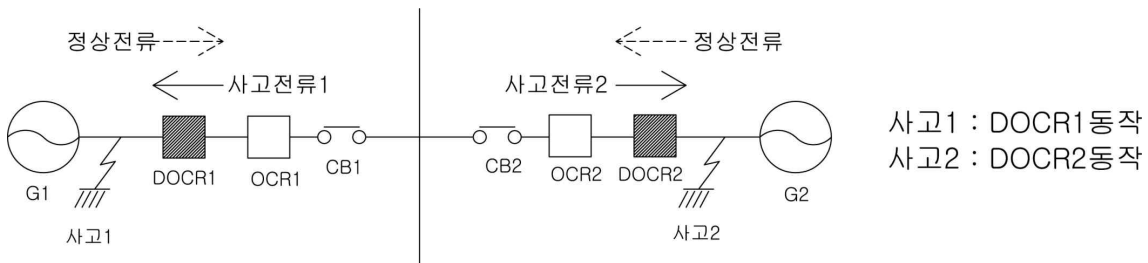 정상전류
정상전류
사고전류1
사고전류2
G1
DOCR1
OCR1
CB1
CB2
OCR2
DOCR2
G2
사고1
사고2
사고1 : DOCR1동작
사고2 : DOCR2동작